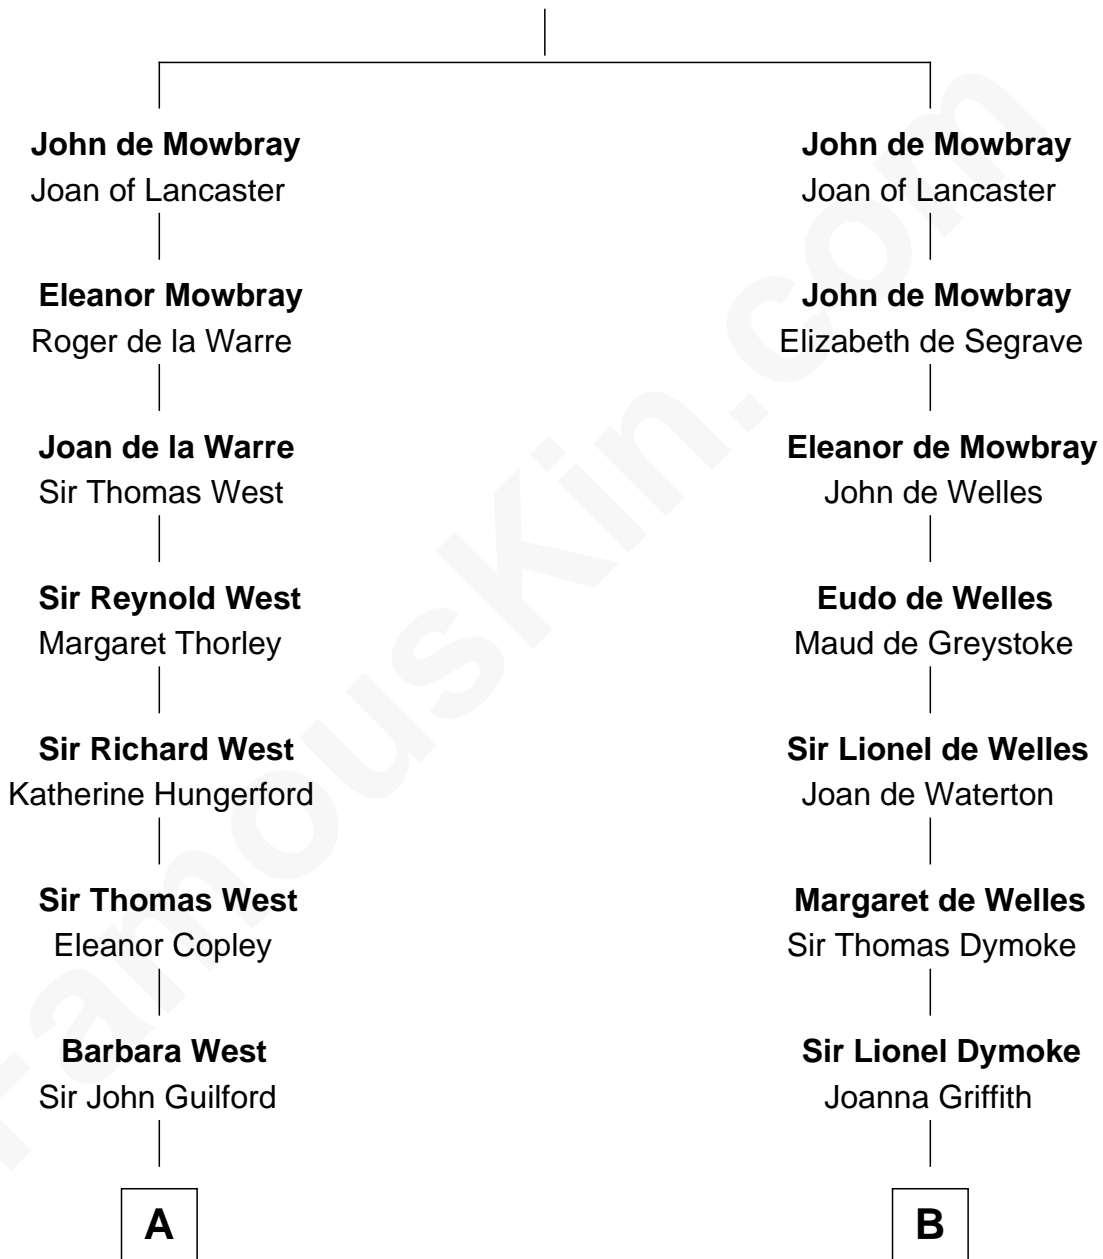 John de Mowbray
Joan of Lancaster
Eleanor Mowbray
Roger de la Warre
Joan de la Warre
Sir Thomas West
Sir Reynold West
Margaret Thorley
Sir Richard West
Katherine Hungerford
Sir Thomas West
Eleanor Copley
Barbara West
Sir John Guilford
A
John de Mowbray
Joan of Lancaster
John de Mowbray
Elizabeth de Segrave
Eleanor de Mowbray
John de Welles
Eudo de Welles
Maud de Greystoke
Sir Lionel de Welles
Joan de Waterton
Margaret de Welles
Sir Thomas Dymoke
Sir Lionel Dymoke
Joanna Griffith
B
FamousKin.com